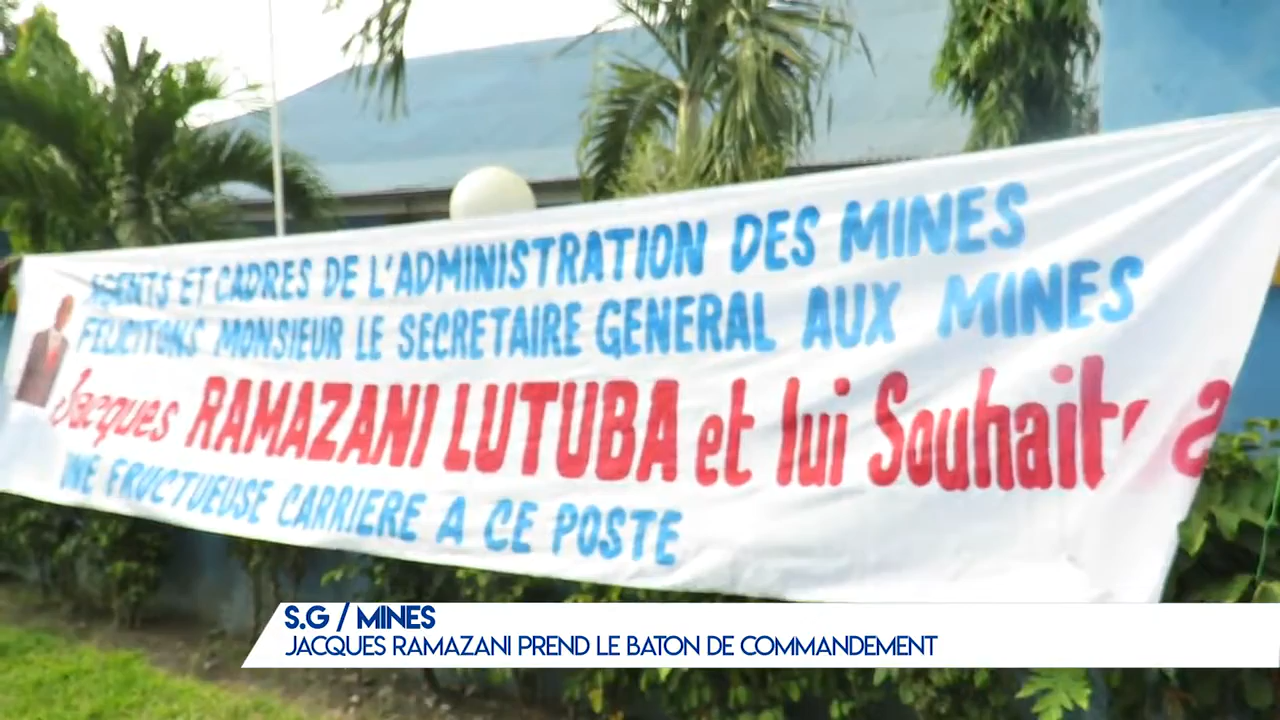 AGENTS ET CADRES DE L'ADMINISTRATION DES MINES
FELICITONS MONSIEUR LE SECRETAIRE GENERAL AUX MINES
Jacques RAMAZANI LUTUBA et lui Souhait
UNE FRUCTUEUSE CARRIERE A CE POSTE
S.G / MINES
JACQUES RAMAZANI PREND LE BATON DE COMMANDEMENT